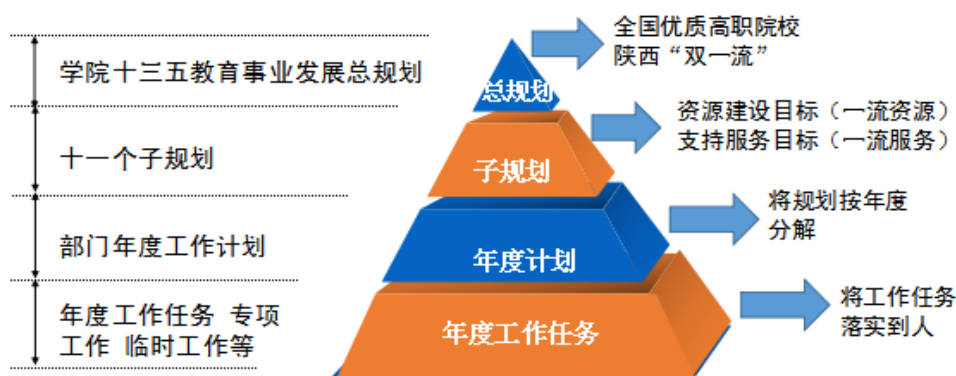 全国优质高职院校
陕西“双一流”
学院十三五教育事业发展总规划
总规划
资源建设目标（一流资源）
支持服务目标（一流服务）
十一个子规划
子规划
将规划按年度
分解
部门年度工作计划
年度计划
将工作任务
落实到人
年度工作任务 专项
工作 临时工作等
年度工作任务